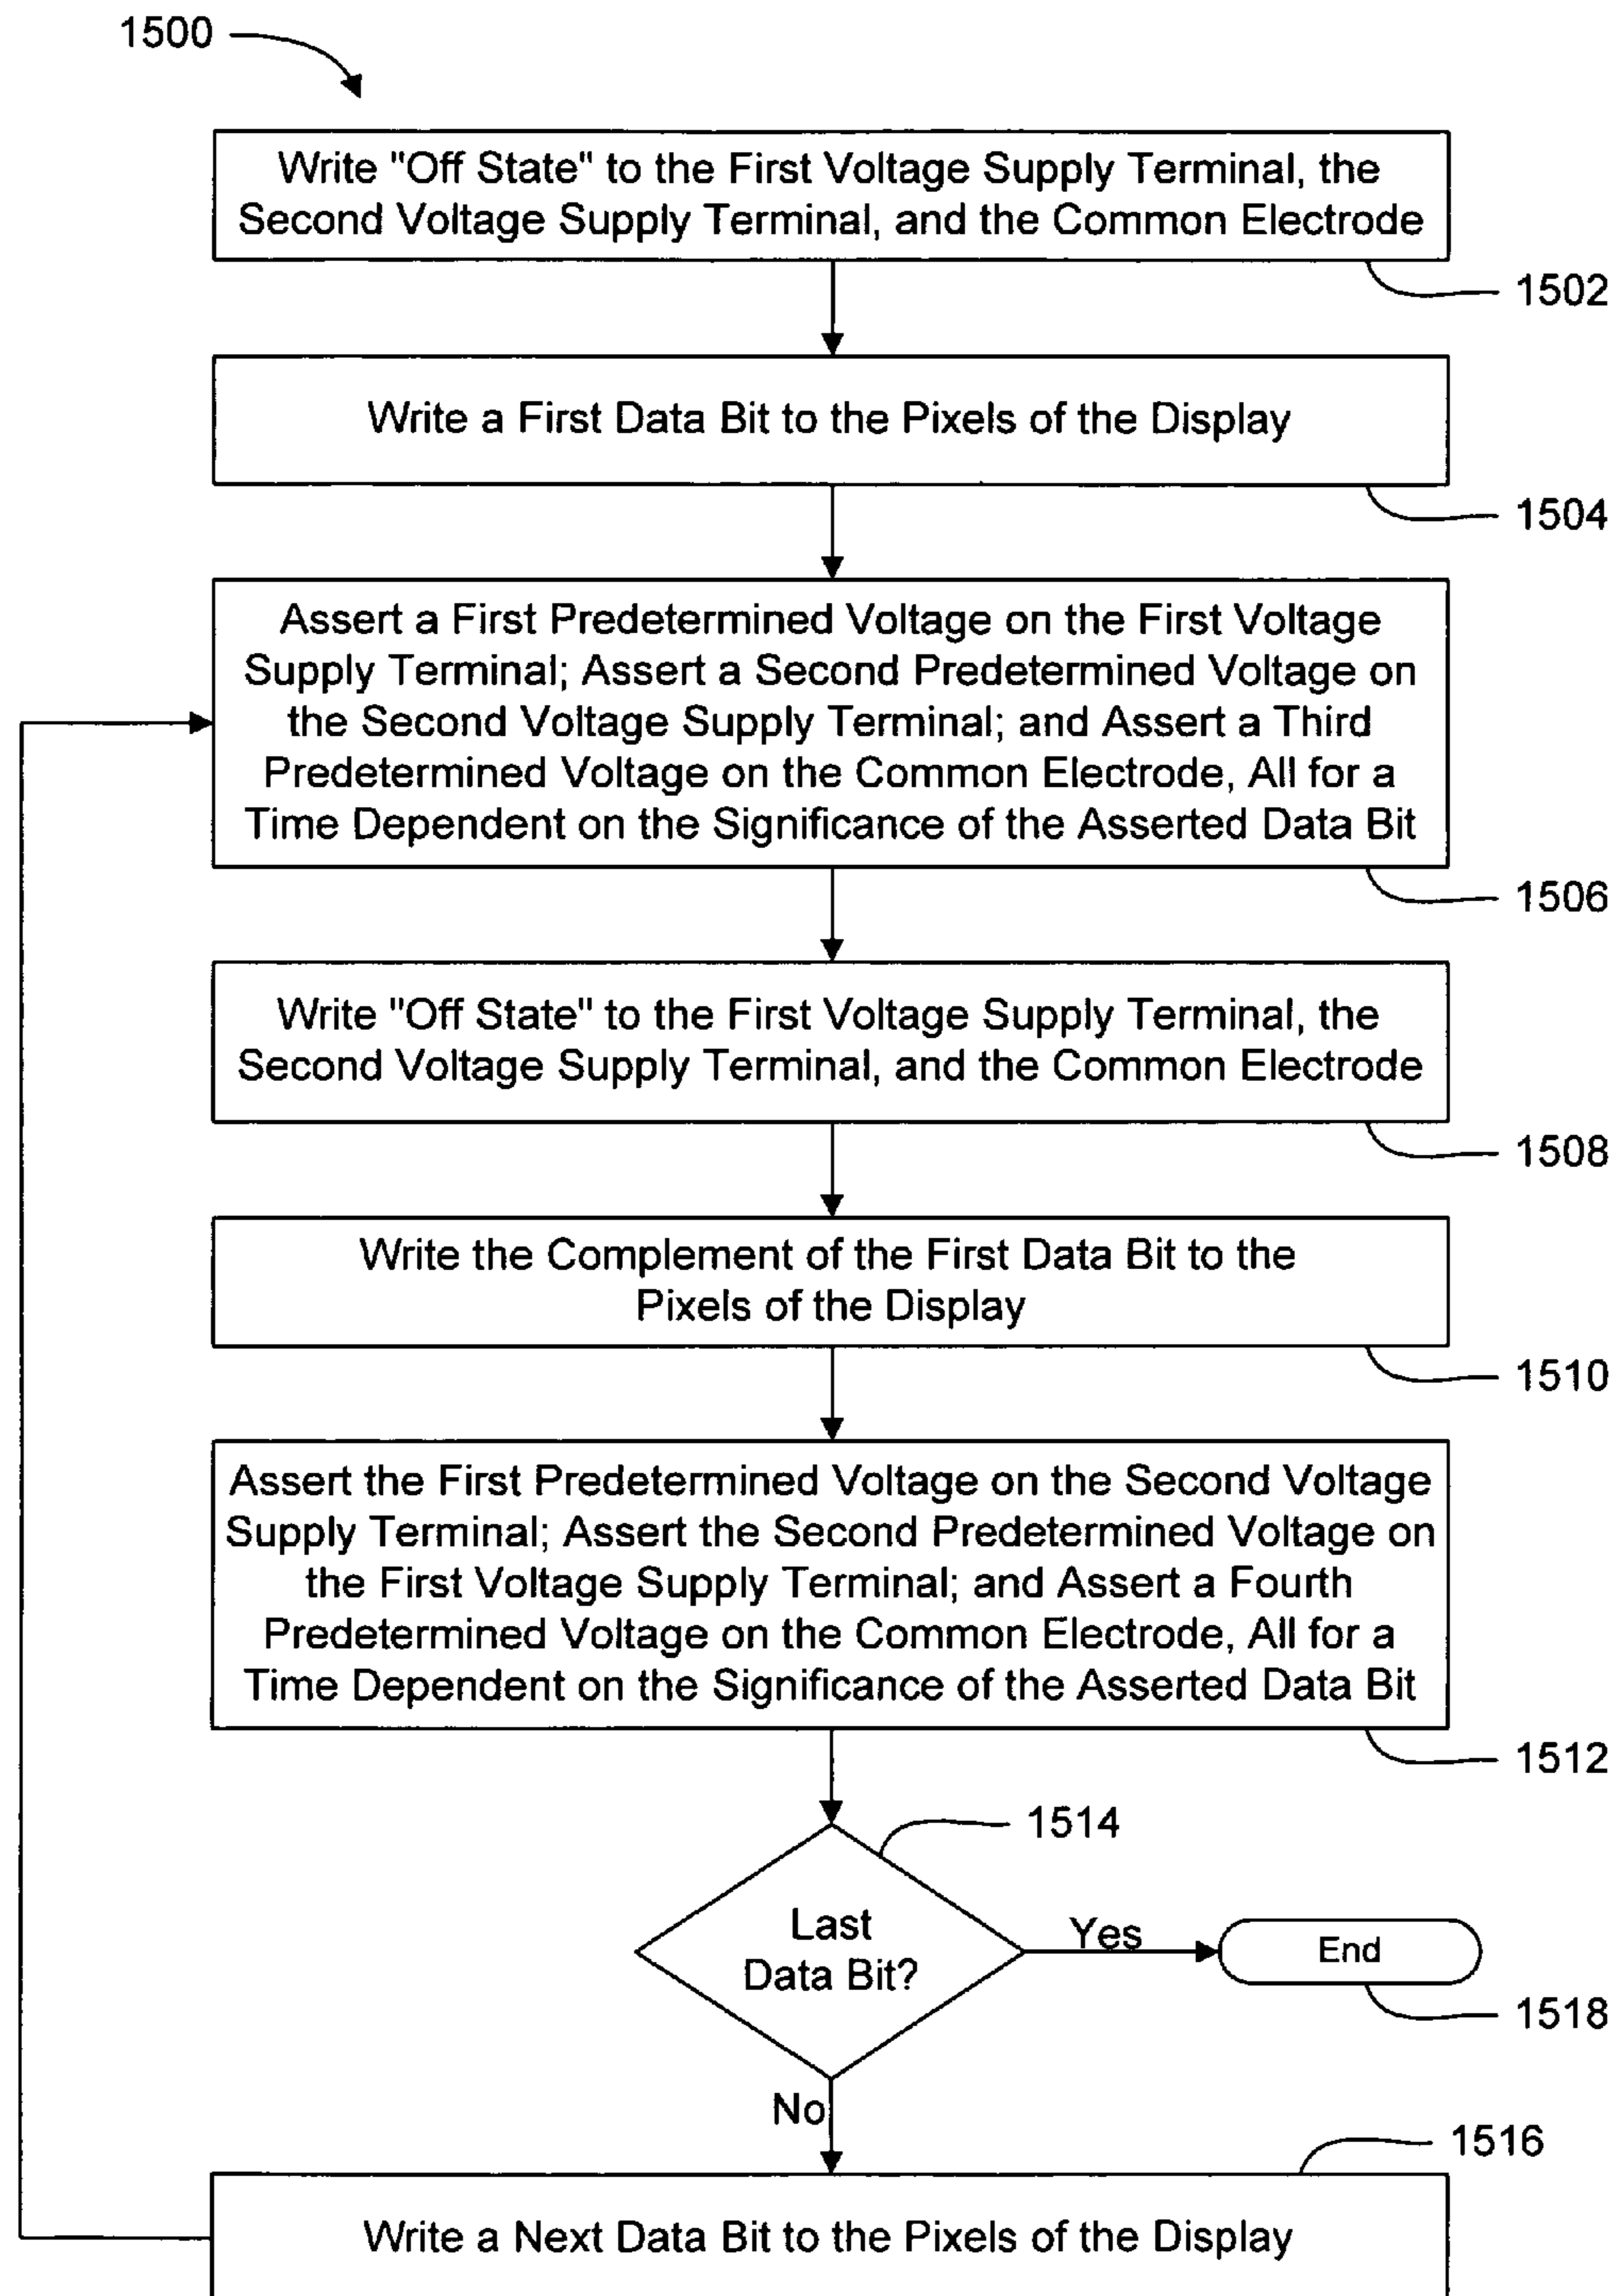 1500
Write "Off State" to the First Voltage Supply Terminal, the
Second Voltage Supply Terminal, and the Common Electrode
1502
Write a First Data Bit to the Pixels of the Display
1504
Assert a First Predetermined Voltage on the First Voltage
Supply Terminal; Assert a Second Predetermined Voltage on
the Second Voltage Supply Terminal; and Assert a Third
Predetermined Voltage on the Common Electrode, All for a
Time Dependent on the Significance of the Asserted Data Bit
1506
Write "Off State" to the First Voltage Supply Terminal, the
Second Voltage Supply Terminal, and the Common Electrode
1508
Write the Complement of the First Data Bit to the
Pixels of the Display
1510
Assert the First Predetermined Voltage on the Second Voltage
Supply Terminal; Assert the Second Predetermined Voltage on
the First Voltage Supply Terminal; and Assert a Fourth
Predetermined Voltage on the Common Electrode, All for a
Time Dependent on the Significance of the Asserted Data Bit
1512
1514
Last
Data Bit?
Yes
End
1518
No
1516
Write a Next Data Bit to the Pixels of the Display